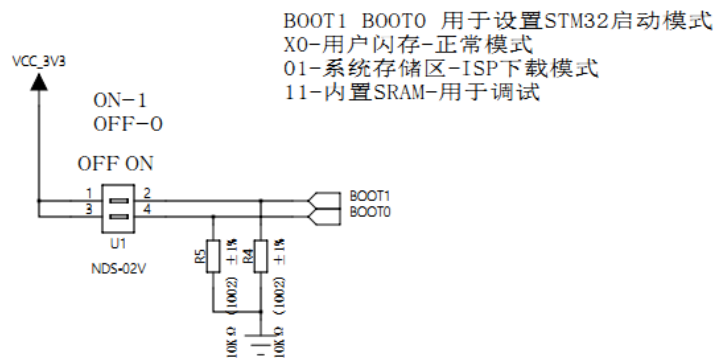 BOOT1 BOOT0 用于设置STM32启动模式
X0-用户闪存-正常模式
01-系统存储区-ISP下载模式
11-内置SRAM-用于调试
VCC_3V3
ON-1
OFF-0
OFF ON
1 2
3 4
U1
NDS-02V
BOOT1
BOOT0
R5
10KΩ (1002) ±1%
R4
10KΩ (1002) ±1%